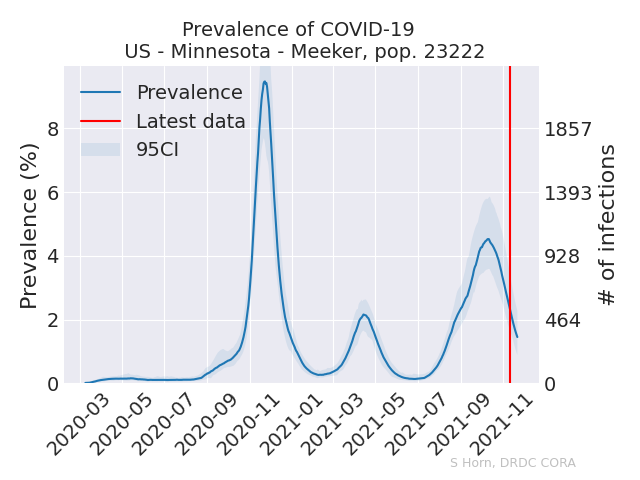 Prevalence of COVID-19
US - Minnesota - Meeker, pop. 23222
Prevalence
Latest data
95CI
Prevalence (%)
8
6
4
2
0
1857
1393
928
464
0
# of infections
2020-03
2020-05
2020-07
2020-09
2020-11
2021-01
2021-03
2021-05
2021-07
2021-09
2021-11
S Horn, DRDC CORA